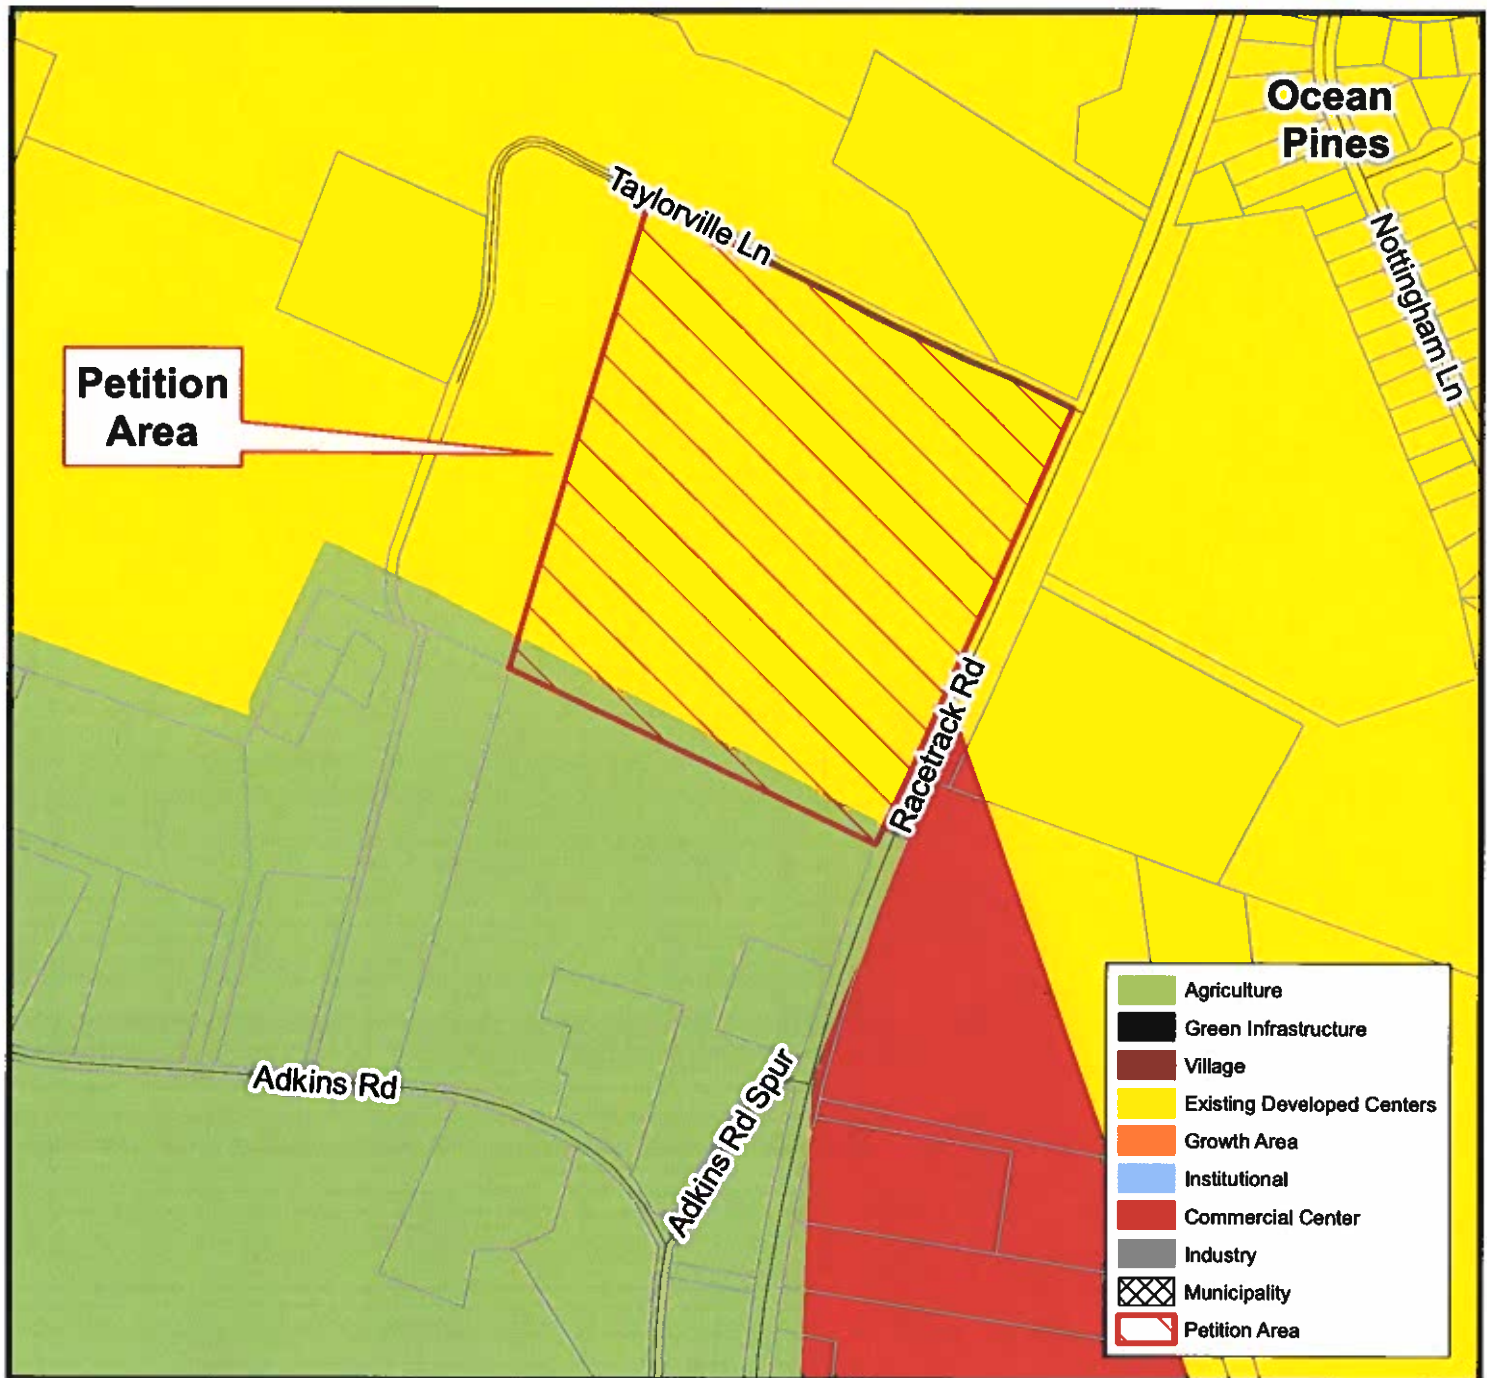 Ocean
Pines
Taylorville Ln
Nottingham Ln
Petition
Area
Racetrack Rd
Adkins Rd
Adkins Rd Spur
Agriculture
Green Infrastructure
Village
Existing Developed Centers
Growth Area
Institutional
Commercial Center
Industry
Municipality
Petition Area